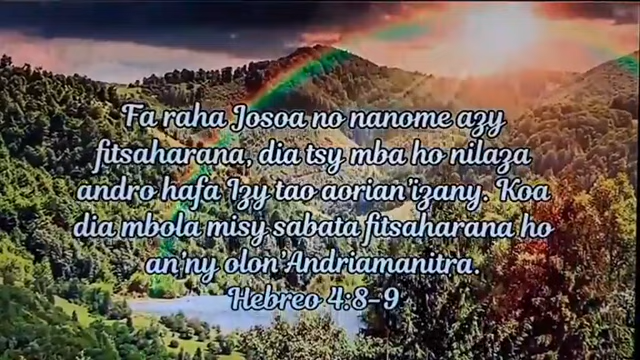 Fa raha Josoa no nanome azy
fitsaharana, dia tsy mba ho nilaza
andro hafa Izy tao aorian'izany. Koa
dia mbola misy sabata fitsaharana ho
an'ny olon'Andriamanitra.
Hebreo 4:8-9